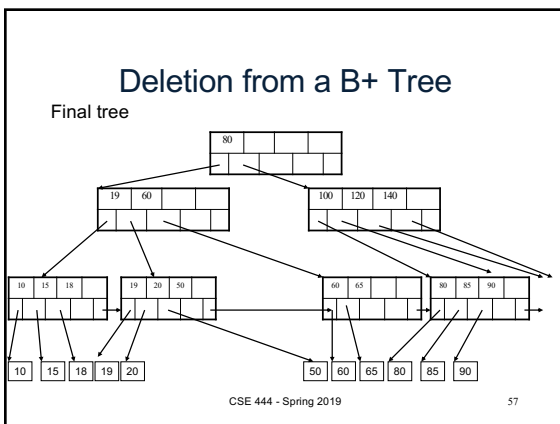 Deletion from a B+ Tree
Final tree
80
19 60
100 120 140
10 15 18
19 20 50
60 65
80 85 90
10 15 18 19 20 50 60 65 80 85 90
CSE 444 - Spring 2019 57